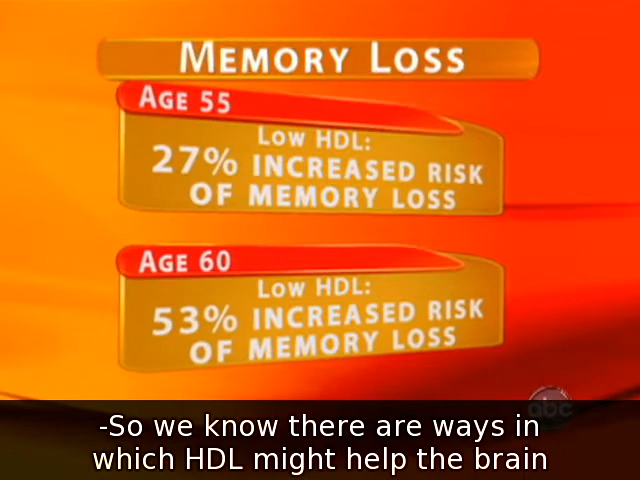 MEMORY LOSS
AGE 55
LOW HDL:
27% INCREASED RISK
OF MEMORY LOSS
AGE 60
LOW HDL:
53% INCREASED RISK
OF MEMORY LOSS
abc
-So we know there are ways in
which HDL might help the brain